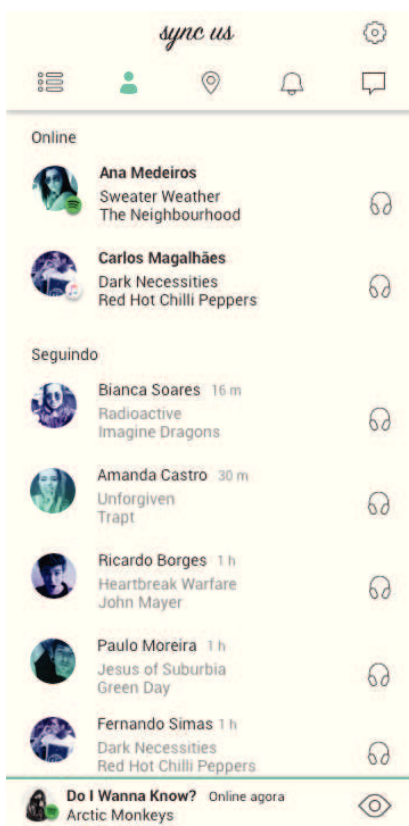 sync us
Online
Ana Medeiros
Sweater Weather
The Neighbourhood
Carlos Magalhães
Dark Necessities
Red Hot Chilli Peppers
Seguindo
Bianca Soares 16 m
Radioactive
Imagine Dragons
Amanda Castro 30 m
Unforgiven
Trapt
Ricardo Borges 1 h
Heartbreak Warfare
John Mayer
Paulo Moreira 1 h
Jesus of Suburbia
Green Day
Fernando Simas 1 h
Dark Necessities
Red Hot Chilli Peppers
Do I Wanna Know? Online agora
Arctic Monkeys